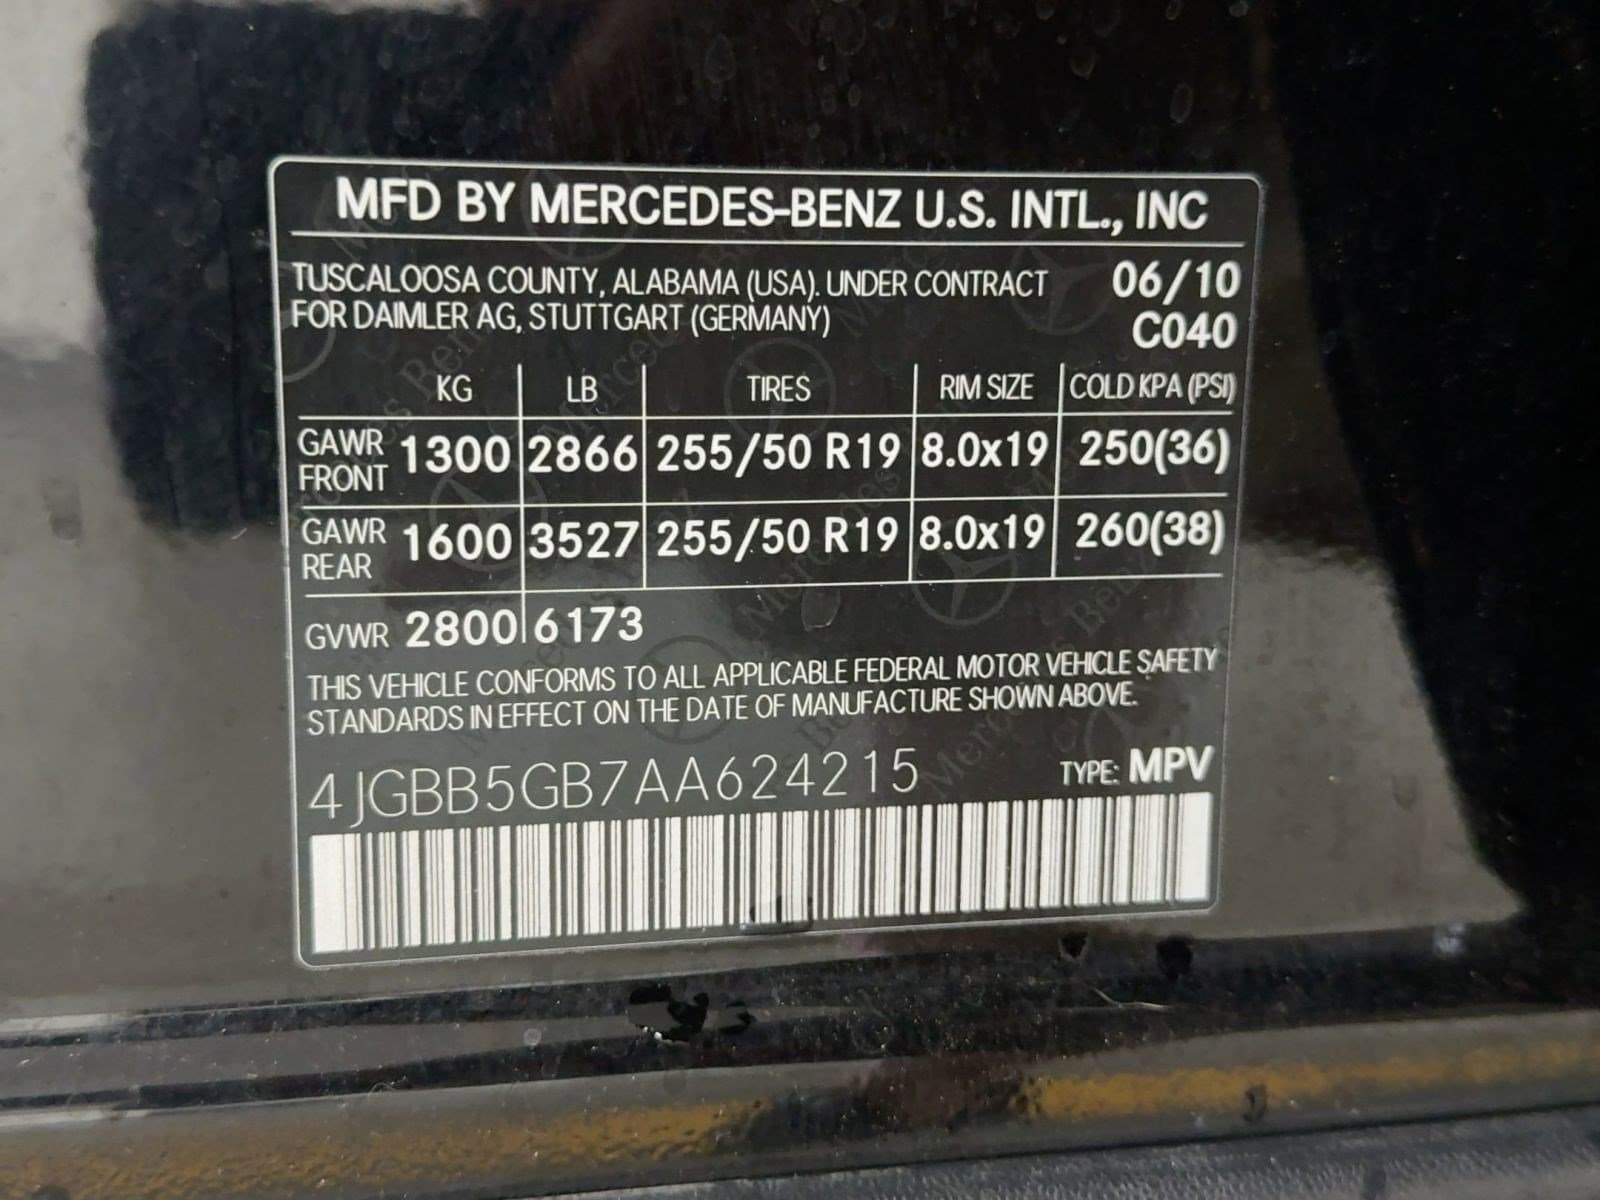 MFD BY MERCEDES-BENZ U.S. INTL., INC
TUSCALOOSA COUNTY, ALABAMA (USA). UNDER CONTRACT 06/10
FOR DAIMLER AG, STUTTGART (GERMANY) C040
KG LB TIRES RIM SIZE COLD KPA (PSI)
GAWR FRONT 1300 2866 255/50 R19 8.0x19 250(36)
GAWR REAR 1600 3527 255/50 R19 8.0x19 260(38)
GVWR 2800 6173
THIS VEHICLE CONFORMS TO ALL APPLICABLE FEDERAL MOTOR VEHICLE SAFETY
STANDARDS IN EFFECT ON THE DATE OF MANUFACTURE SHOWN ABOVE.
4JGBB5GB7AA624215 TYPE: MPV